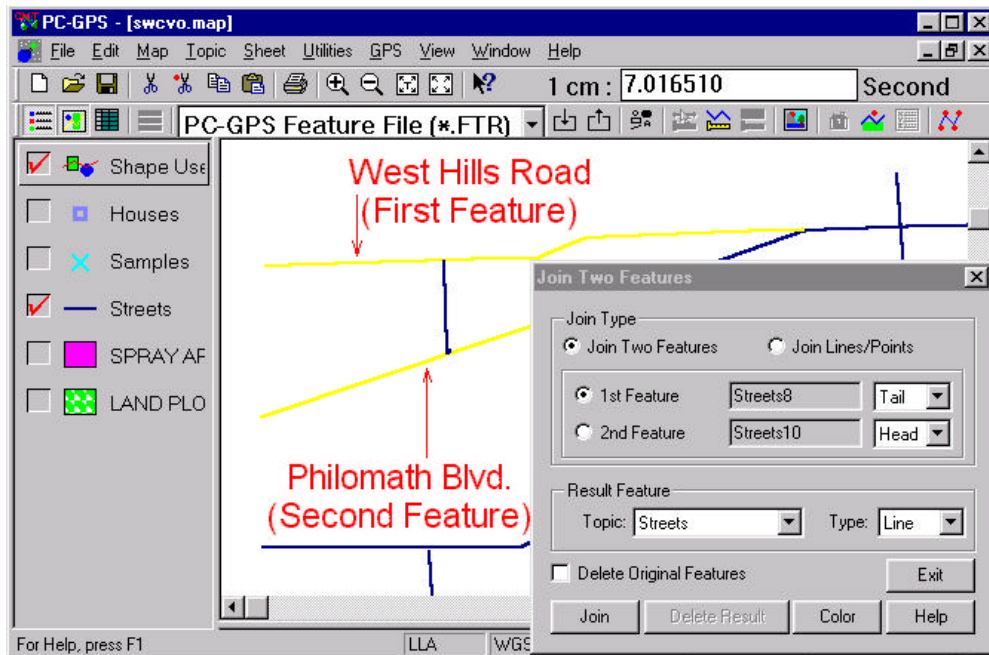 CMT PC-GPS - [swcvo.map]
File Edit Map Topic Sheet Utilities GPS View Window Help
1 cm : 7.016510 Second
PC-GPS Feature File (*.FTR)
Shape Use
Houses
Samples
Streets
SPRAY AF
LAND PLO
West Hills Road
(First Feature)
Philomath Blvd.
(Second Feature)
Join Two Features
Join Type
Join Two Features Join Lines/Points
1st Feature Streets8 Tail
2nd Feature Streets10 Head
Result Feature
Topic: Streets Type: Line
Delete Original Features Exit
Join Delete Result Color Help
For Help, press F1 LLA WGS